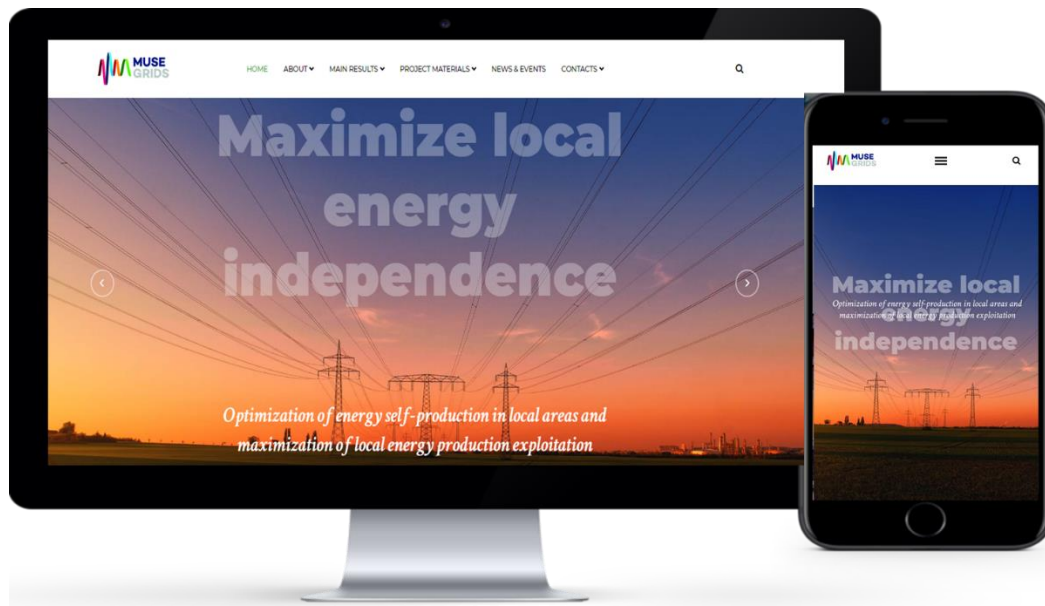 MUSE
GRIDS
HOME ABOUT MAIN RESULTS PROJECT MATERIALS NEWS & EVENTS CONTACTS
Maximize local
energy
independence
Optimization of energy self-production in local areas and
maximization of local energy production exploitation
MUSE
GRIDS
Maximize local
Optimization of energy self-production in local areas and
energy
maximization of local energy production exploitation
independence